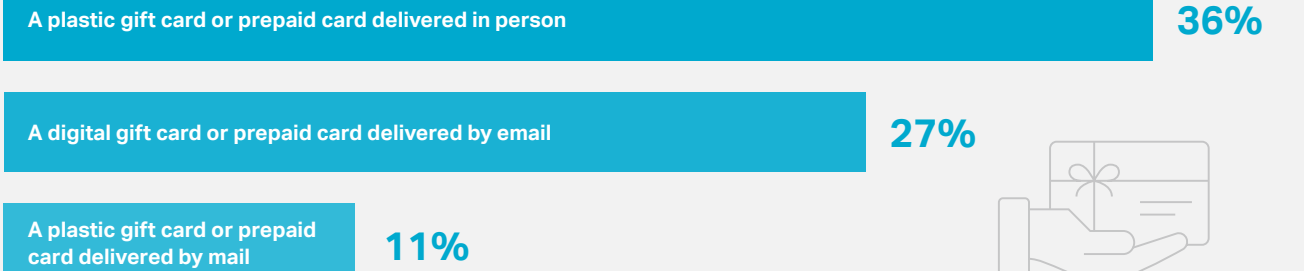 A plastic gift card or prepaid card delivered in person
36%
A digital gift card or prepaid card delivered by email
27%
A plastic gift card or prepaid
card delivered by mail
11%